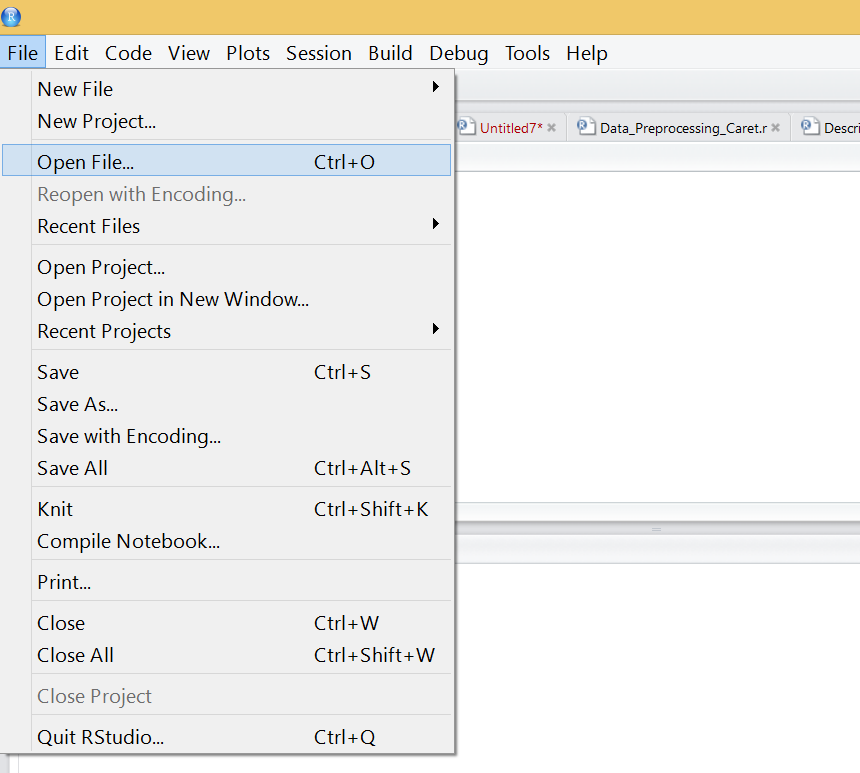 File Edit Code View Plots Session Build Debug Tools Help
New File
New Project...
Untitled7* Data_Preprocessing_Caret.r Descri
Open File... Ctrl+O
Reopen with Encoding...
Recent Files
Open Project...
Open Project in New Window...
Recent Projects
Save Ctrl+S
Save As...
Save with Encoding...
Save All Ctrl+Alt+S
Knit Ctrl+Shift+K
Compile Notebook...
Print...
Close Ctrl+W
Close All Ctrl+Shift+W
Close Project
Quit RStudio... Ctrl+Q